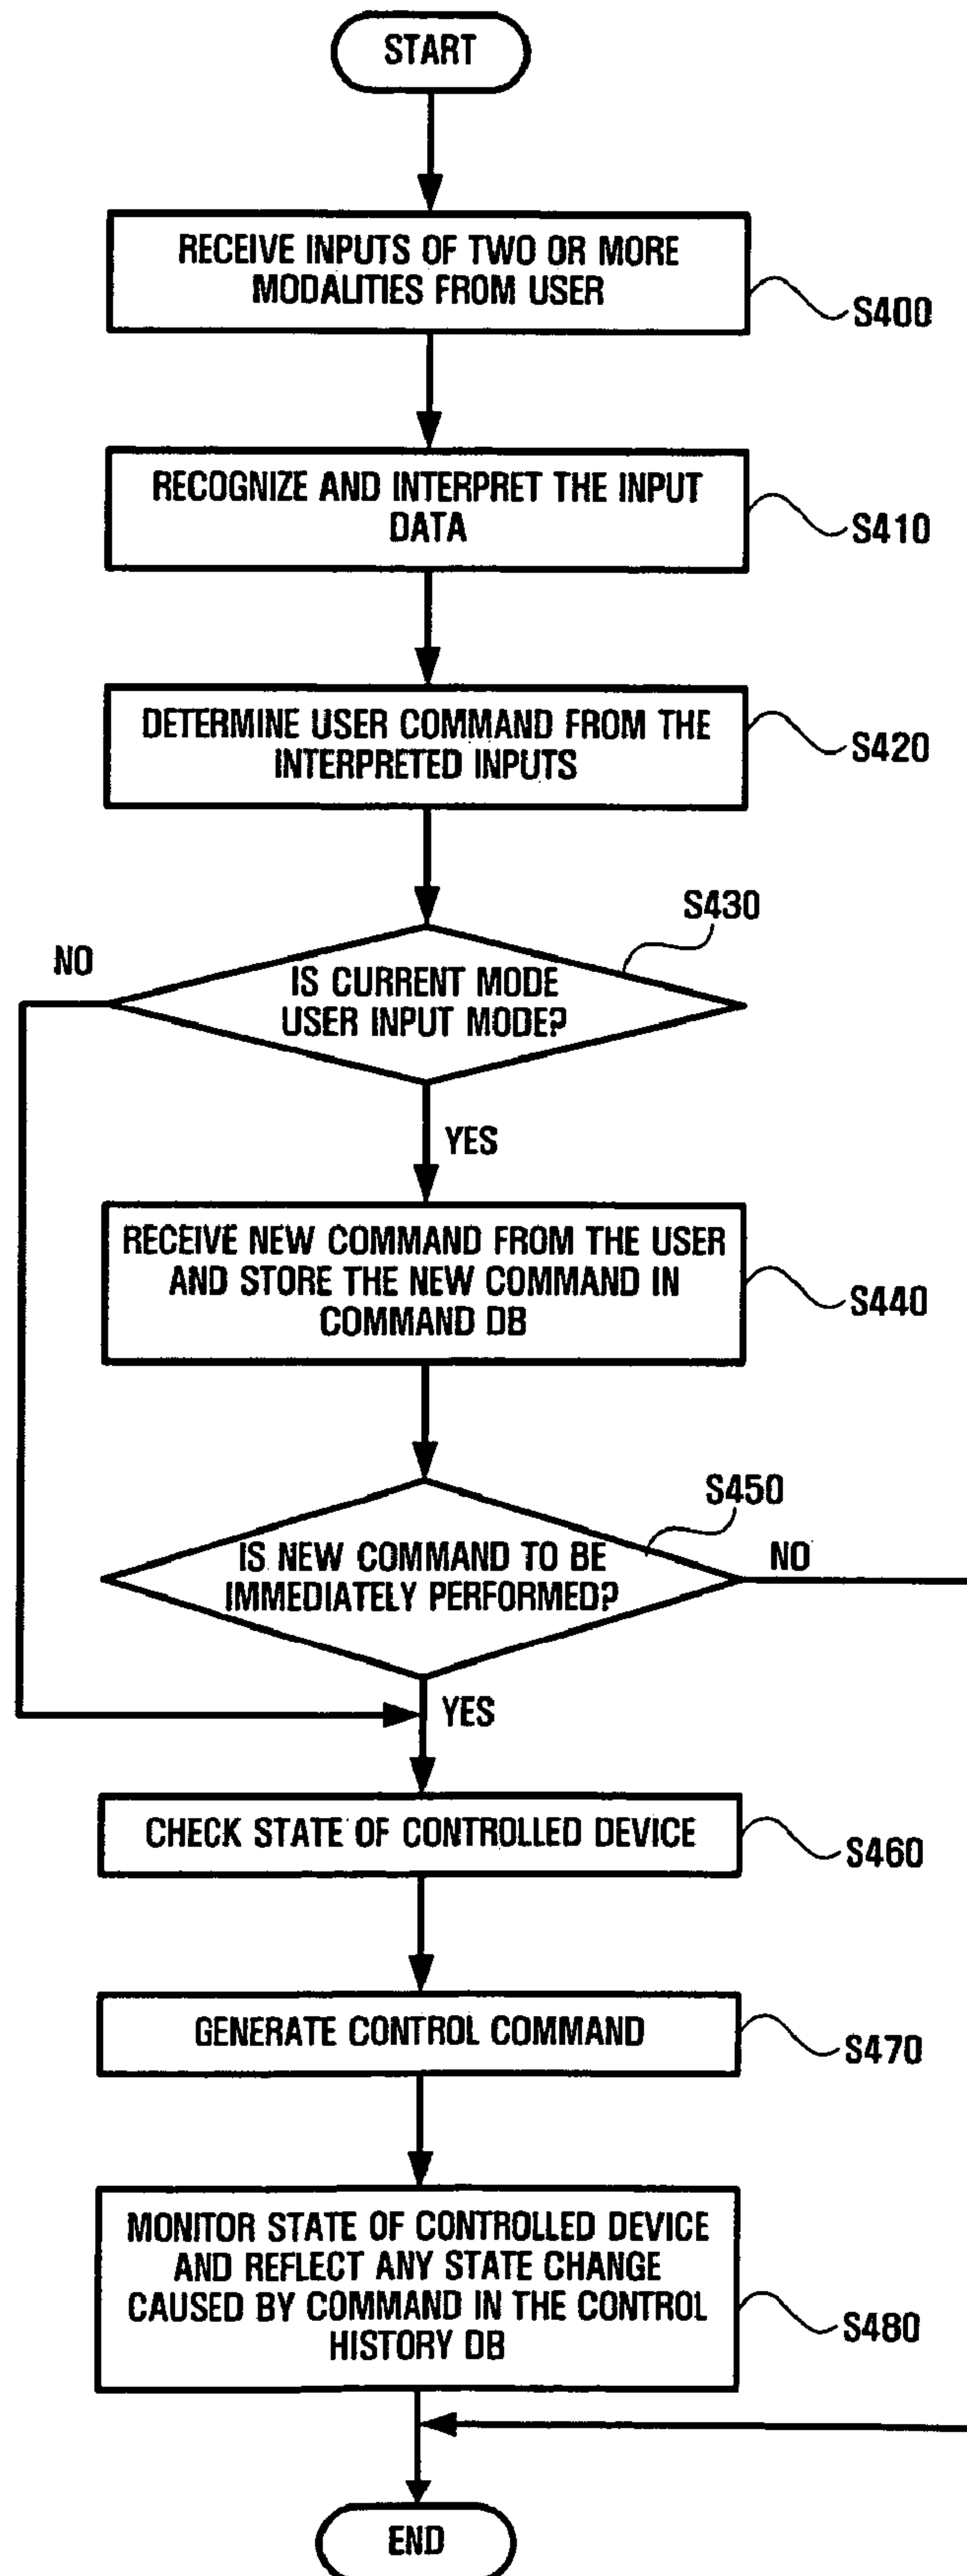 START
RECEIVE INPUTS OF TWO OR MORE
MODALITIES FROM USER
S400
RECOGNIZE AND INTERPRET THE INPUT
DATA
S410
DETERMINE USER COMMAND FROM THE
INTERPRETED INPUTS
S420
S430
NO
IS CURRENT MODE
USER INPUT MODE?
YES
RECEIVE NEW COMMAND FROM THE USER
AND STORE THE NEW COMMAND IN
COMMAND DB
S440
S450
IS NEW COMMAND TO BE
IMMEDIATELY PERFORMED?
NO
YES
CHECK STATE OF CONTROLLED DEVICE
S460
GENERATE CONTROL COMMAND
S470
MONITOR STATE OF CONTROLLED DEVICE
AND REFLECT ANY STATE CHANGE
CAUSED BY COMMAND IN THE CONTROL
HISTORY DB
S480
END